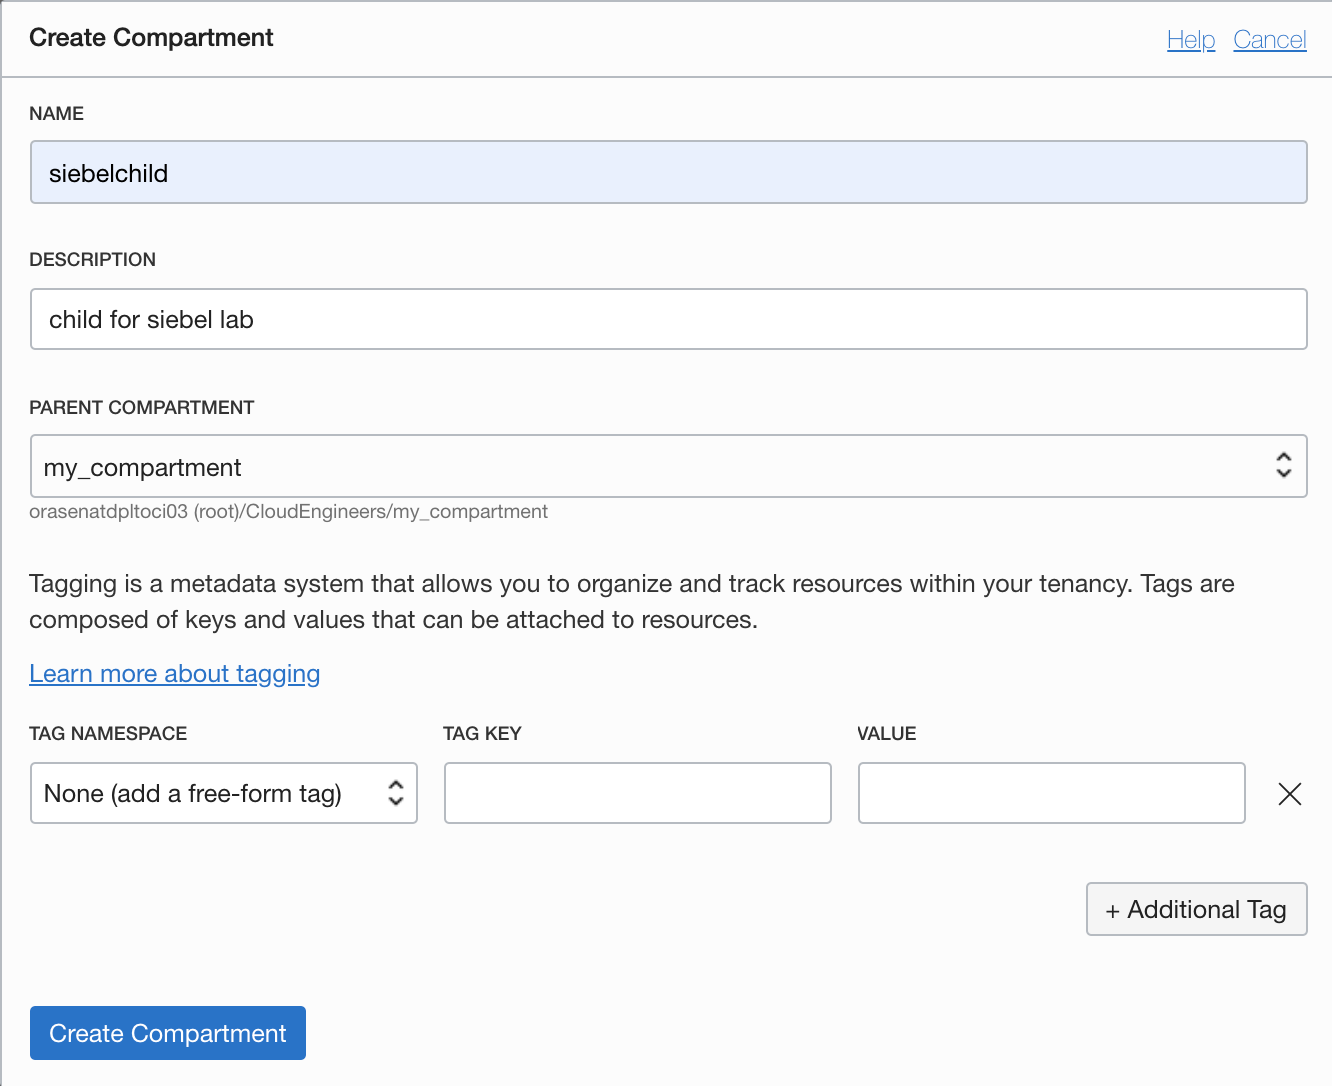 Create Compartment
Help Cancel
NAME
siebelchild
DESCRIPTION
child for siebel lab
PARENT COMPARTMENT
my_compartment
orasenatdpltoci03 (root)/CloudEngineers/my_compartment
Tagging is a metadata system that allows you to organize and track resources within your tenancy. Tags are
composed of keys and values that can be attached to resources.
Learn more about tagging
TAG NAMESPACE TAG KEY VALUE
None (add a free-form tag)
+ Additional Tag
Create Compartment